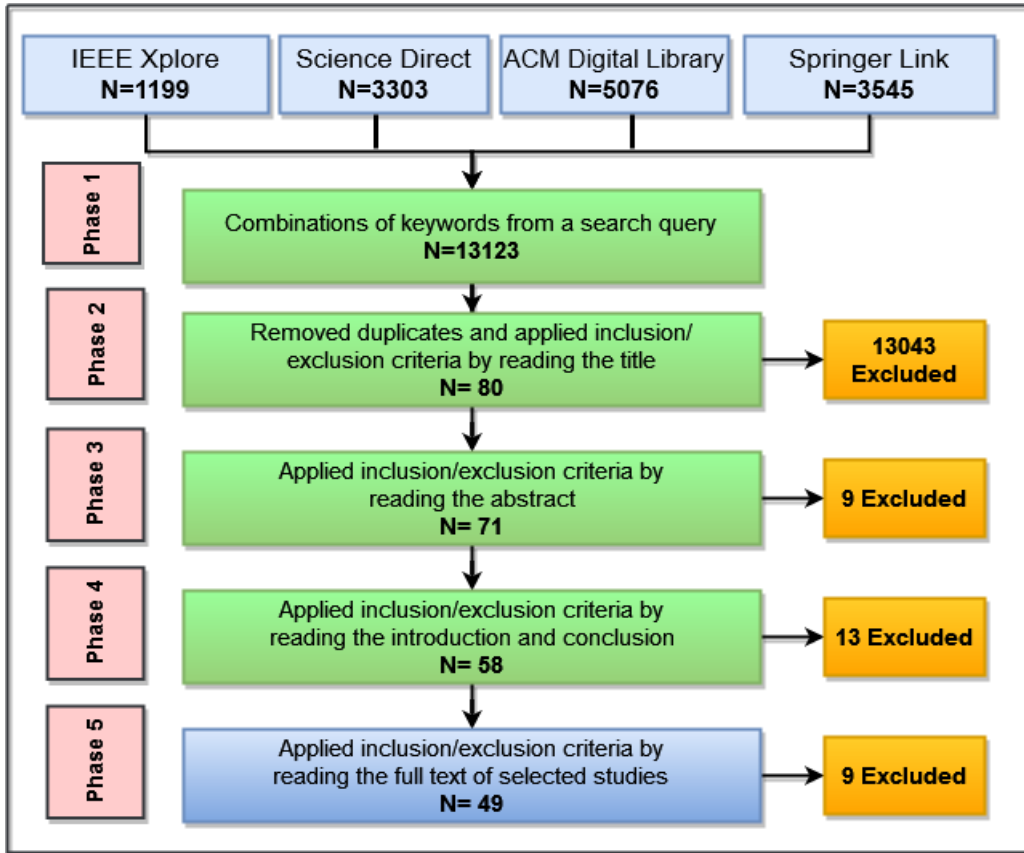 IEEE Xplore
N=1199
Science Direct
N=3303
ACM Digital Library
N=5076
Springer Link
N=3545
Phase 1
Combinations of keywords from a search query
N=13123
Phase 2
Removed duplicates and applied inclusion/
exclusion criteria by reading the title
N= 80
13043
Excluded
Phase 3
Applied inclusion/exclusion criteria by
reading the abstract
N= 71
9 Excluded
Phase 4
Applied inclusion/exclusion criteria by
reading the introduction and conclusion
N= 58
13 Excluded
Phase 5
Applied inclusion/exclusion criteria by
reading the full text of selected studies
N= 49
9 Excluded